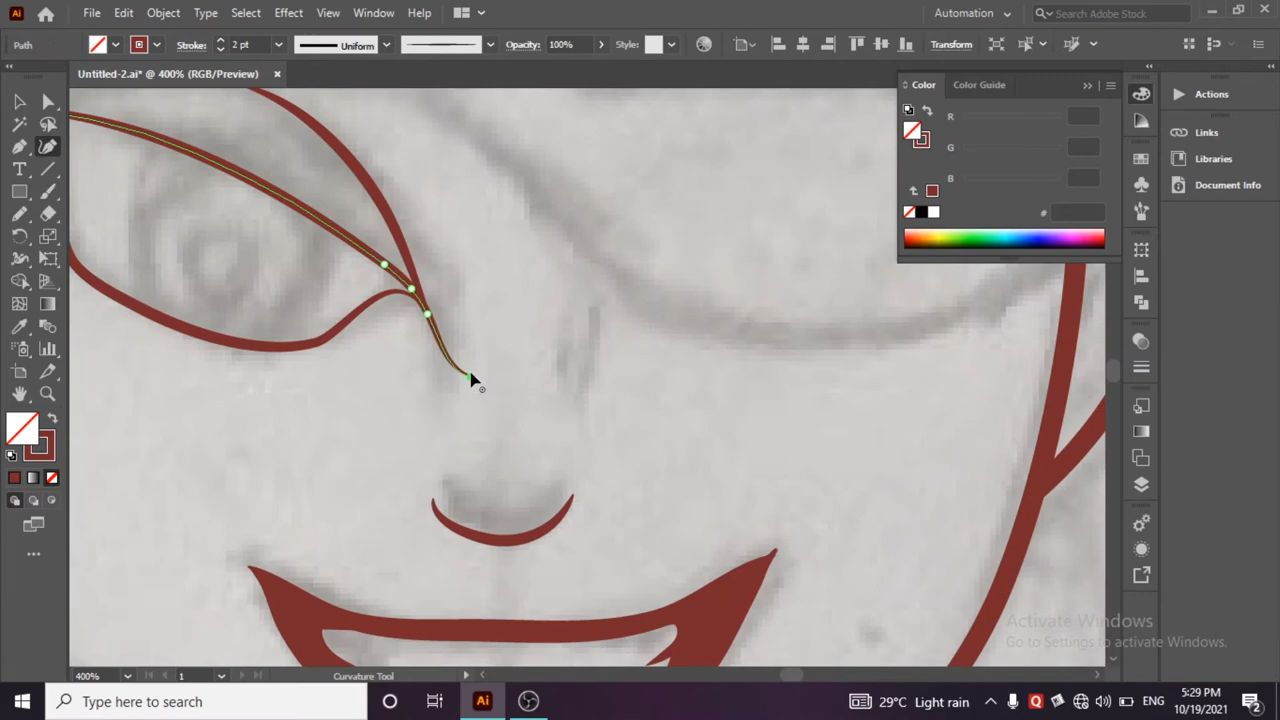 Ai
File Edit Object Type Select Effect View Window Help
Automation
Search Adobe Stock
Path
Stroke: 2 pt
Uniform
Opacity: 100%
Style:
Transform
Untitled-2.ai* @ 400% (RGB/Preview)
Color Color Guide
R
G
B
#
Actions
Links
Libraries
Document Info
Activate Windows
Go to Settings to activate Windows.
400%
1
Curvature Tool
Type here to search
Ai
29°C Light rain
ENG
5:29 PM
10/19/2021
2